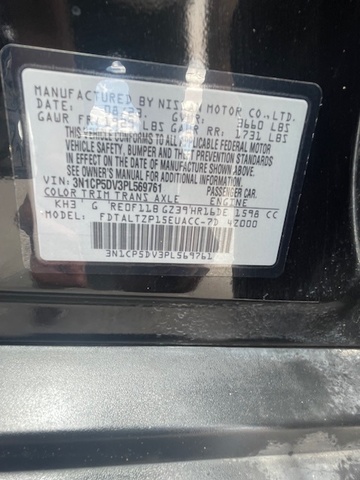 MANUFACTURED BY NISSAN MOTOR CO., LTD.
DATE: 08/23 GVWR: 3660 LBS
GAWR FR: LBS GAWR RR: 1731 LBS
THIS VEHICLE CONFORMS TO ALL APPLICABLE FEDERAL MOTOR
VEHICLE SAFETY, BUMPER AND THEFT PREVENTION STANDARDS
IN EFFECT ON THE DATE OF MANUFACTURE SHOWN ABOVE.
SEE OWNER'S MANUAL FOR ADDITIONAL INFORMATION.
VIN: 3N1CP5DV3PL569761 PASSENGER CAR.
COLOR TRIM TRANS AXLE ENGINE
KH3 G RE0F11B GZ39 HR16DE 1598 CC
MODEL: FDTALTZP15EUACC-7D 4Z000
3N1CP5DV3PL569761